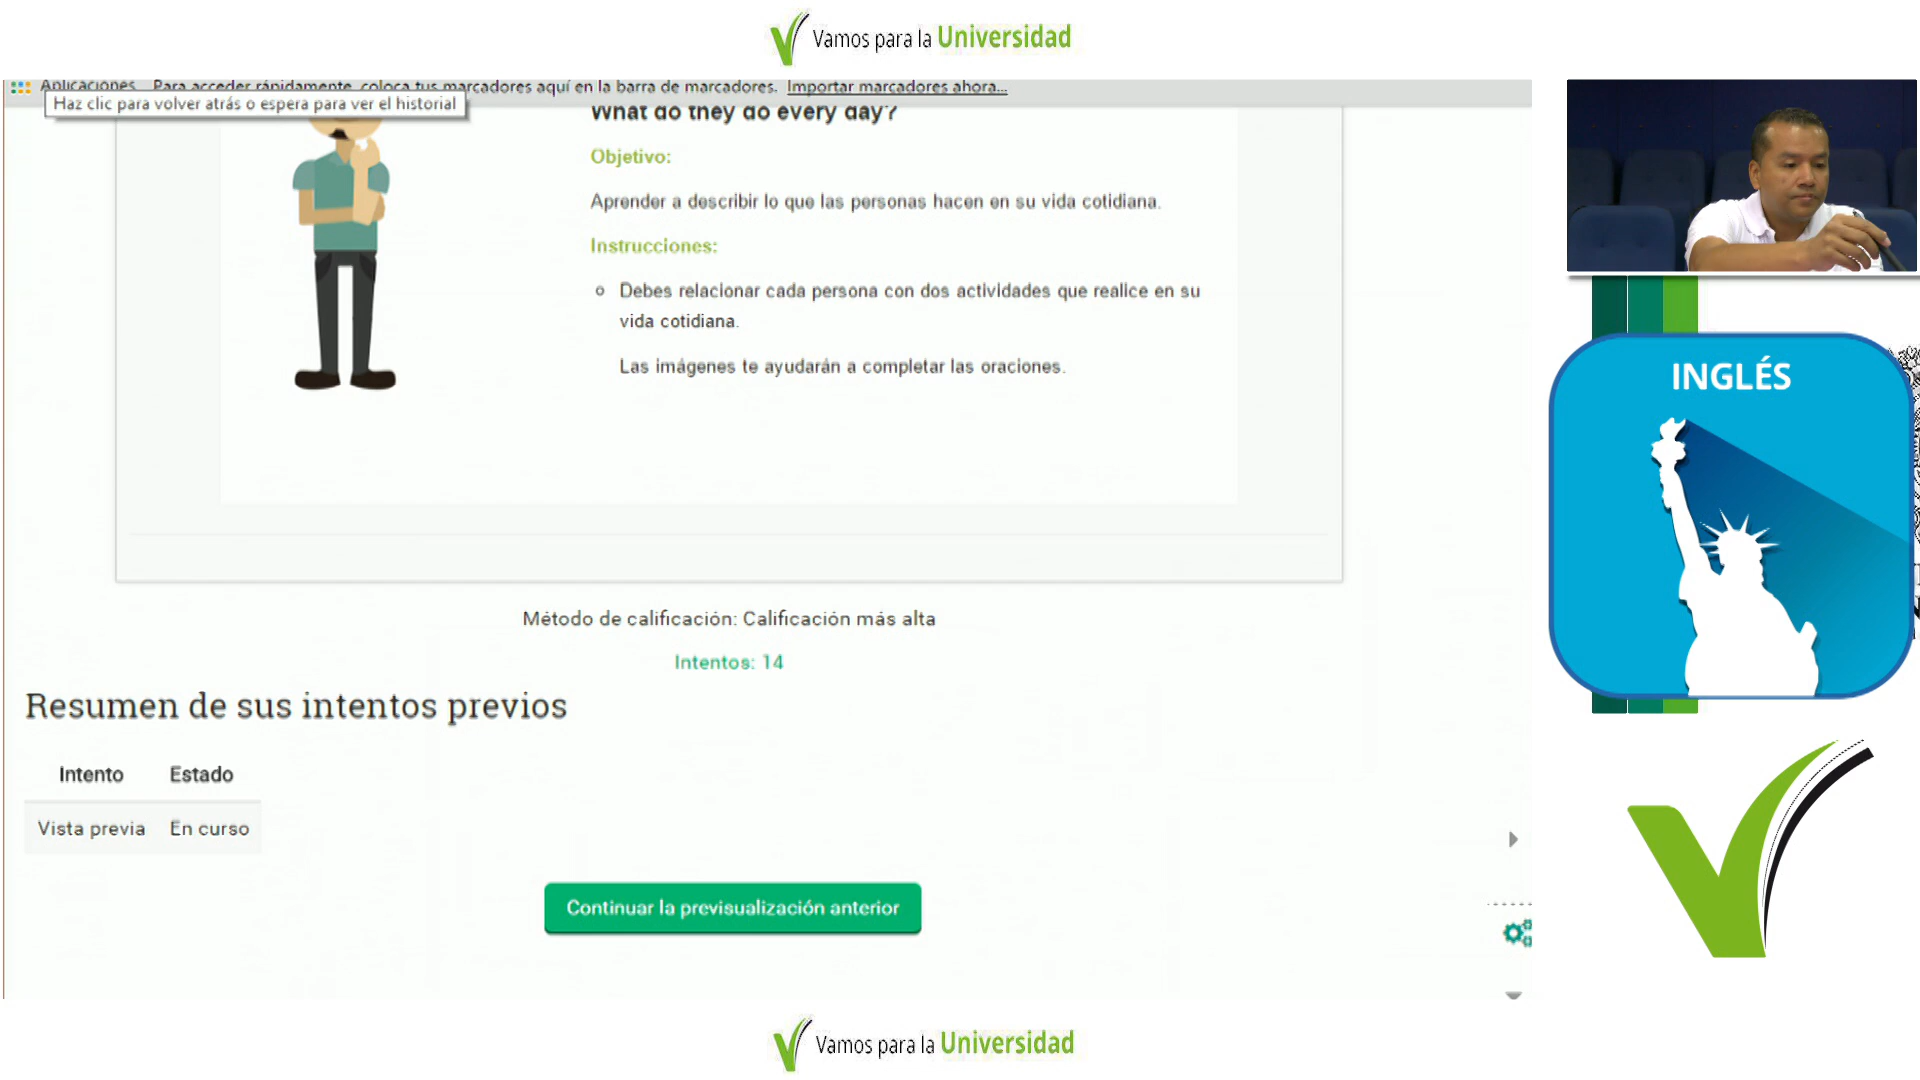 Vamos para la Universidad
Aplicaciones Para acceder rápidamente, coloca tus marcadores aquí en la barra de marcadores. Importar marcadores ahora...
Haz clic para volver atrás o espera para ver el historial
What do they do every day?
Objetivo:
Aprender a describir lo que las personas hacen en su vida cotidiana.
Instrucciones:
Debes relacionar cada persona con dos actividades que realice en su
vida cotidiana.
Las imágenes te ayudarán a completar las oraciones.
Método de calificación: Calificación más alta
Intentos: 14
Resumen de sus intentos previos
Intento Estado
Vista previa En curso
Continuar la previsualización anterior
INGLÉS
Vamos para la Universidad